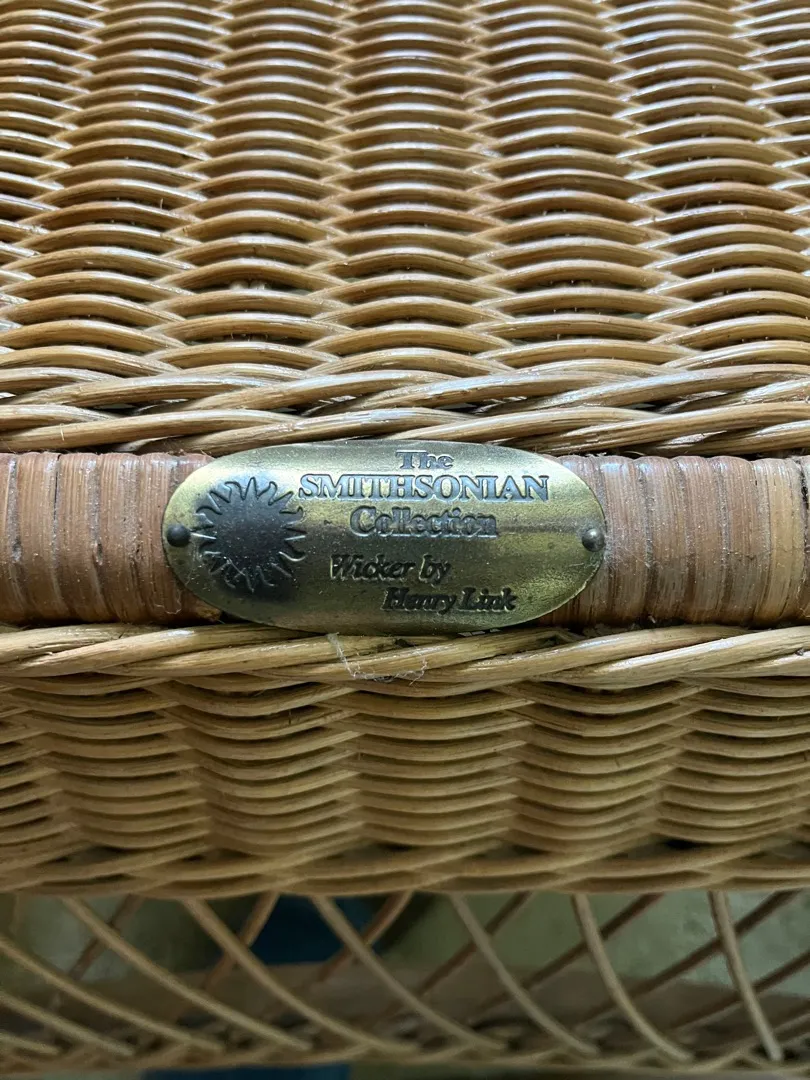 The
SMITHSONIAN
Collection
Wicker by
Henry Link